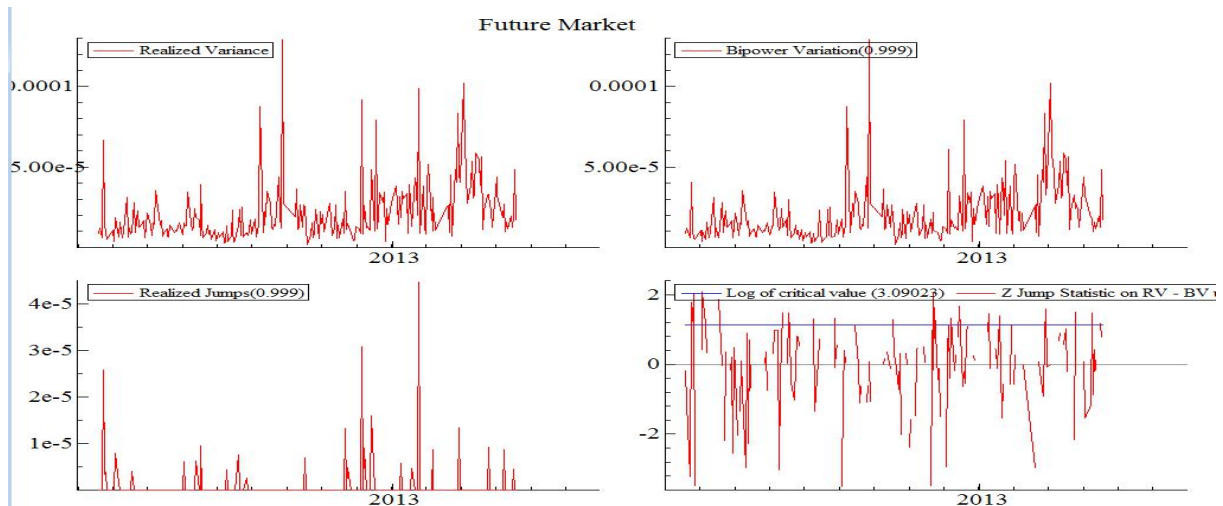 Future Market
Realized Variance
0.0001
5.00e-5
2013
Bipower Variation(0.999)
0.0001
5.00e-5
2013
Realized Jumps(0.999)
4e-5
3e-5
2e-5
1e-5
2013
Log of critical value (3.09023)
Z Jump Statistic on RV - BV
2
0
-2
2013